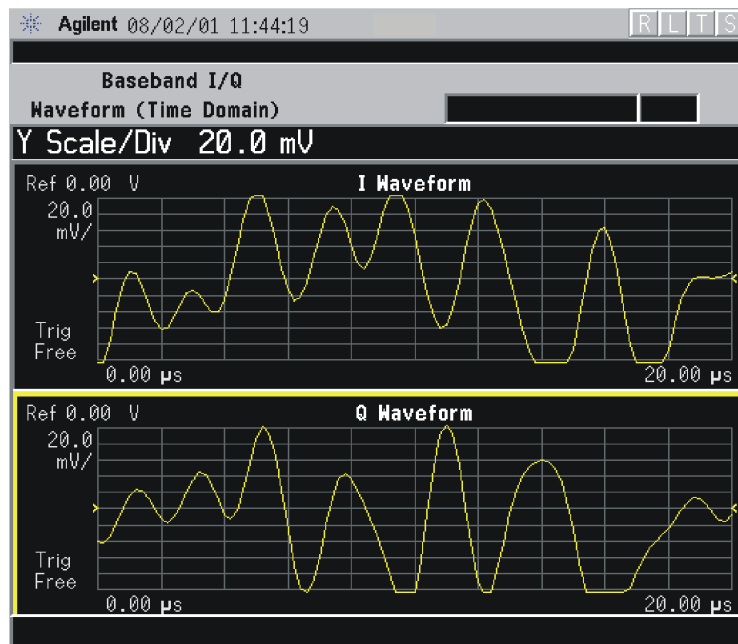 Agilent 08/02/01 11:44:19 R L T S
Baseband I/Q
Waveform (Time Domain)
Y Scale/Div 20.0 mV
Ref 0.00 V I Waveform
20.0
mV/
Trig
Free
0.00 µs 20.00 µs
Ref 0.00 V Q Waveform
20.0
mV/
Trig
Free
0.00 µs 20.00 µs